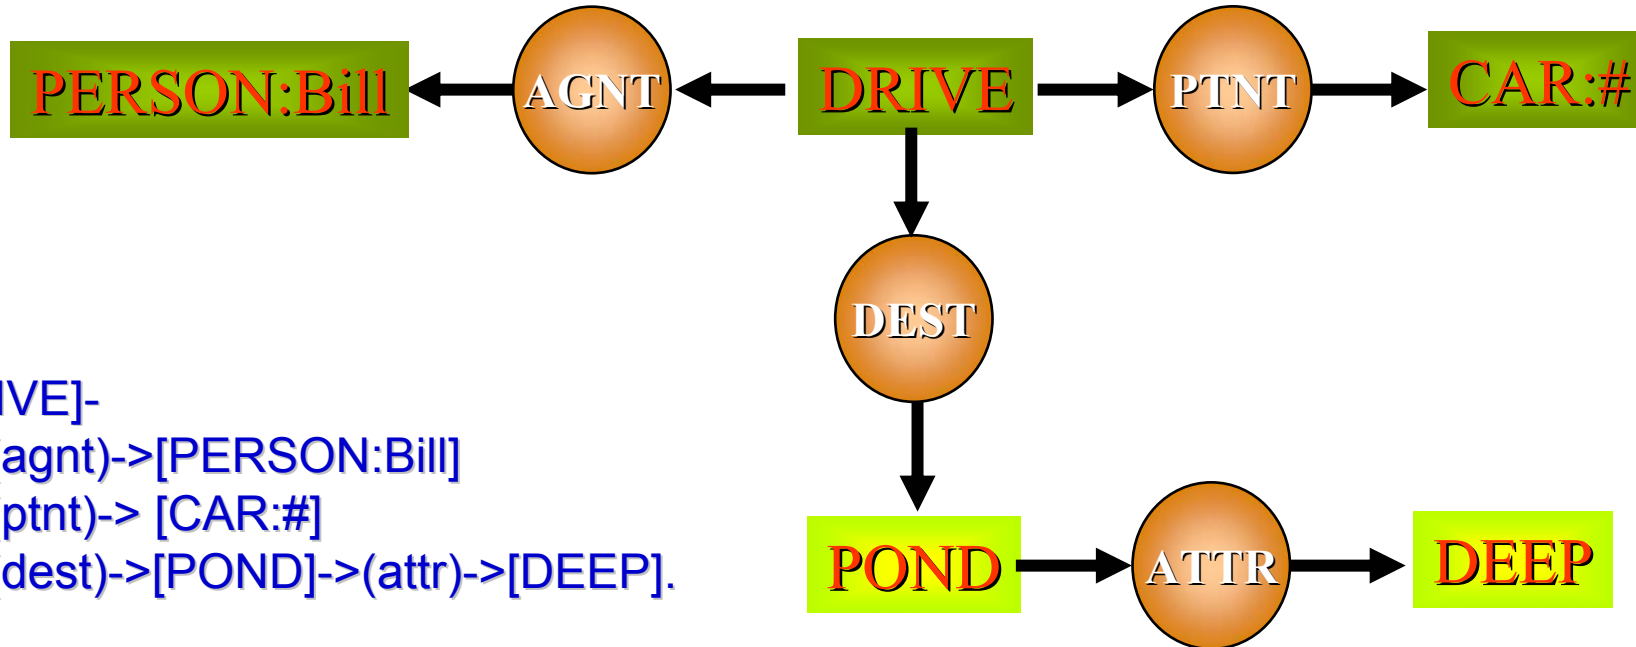 PERSON:Bill AGNT DRIVE PTNT CAR:#
DEST
IVE]-
agnt)->[PERSON:Bill]
ptnt)-> [CAR:#]
dest)->[POND]->(attr)->[DEEP].
POND ATTR DEEP